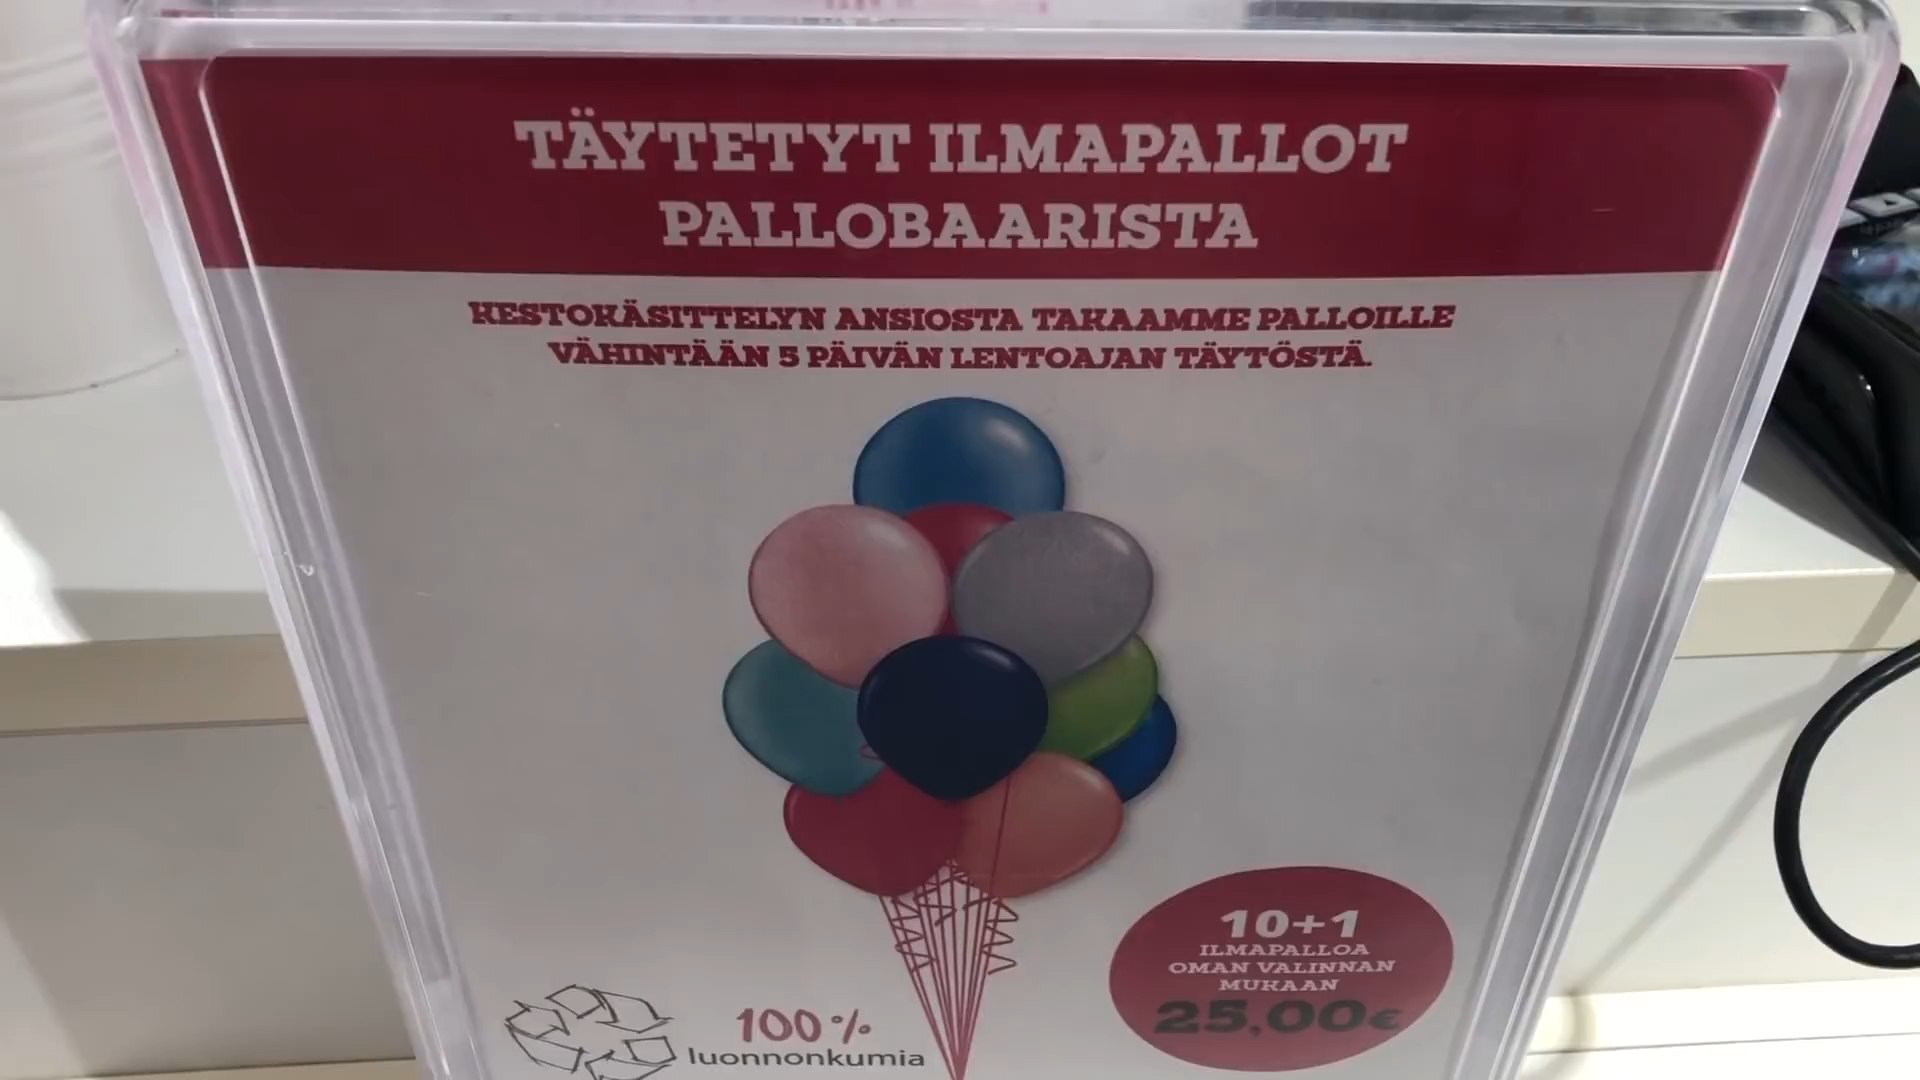 TÄYTETYT ILMAPALLOT
PALLOBAARISTA
KESTOKÄSITTELYN ANSIOSTA TAKAAMME PALLOILLE
VÄHINTÄÄN 5 PÄIVÄN LENTOAJAN TÄYTÖSTÄ.
10+1
ILMAPALLOA
OMAN VALINNAN
MUKAAN
25,00€
100%
luonnonkumia